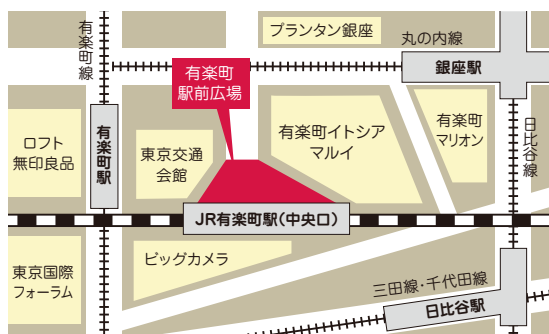 プランタン銀座
有楽町線
丸の内線
銀座駅
有楽町
駅前広場
ロフト
無印良品
有楽町駅
東京交通
会館
有楽町イトシア
マルイ
有楽町
マリオン
日比谷線
JR有楽町駅(中央口)
東京国際
フォーラム
ビッグカメラ
三田線・千代田線
日比谷駅